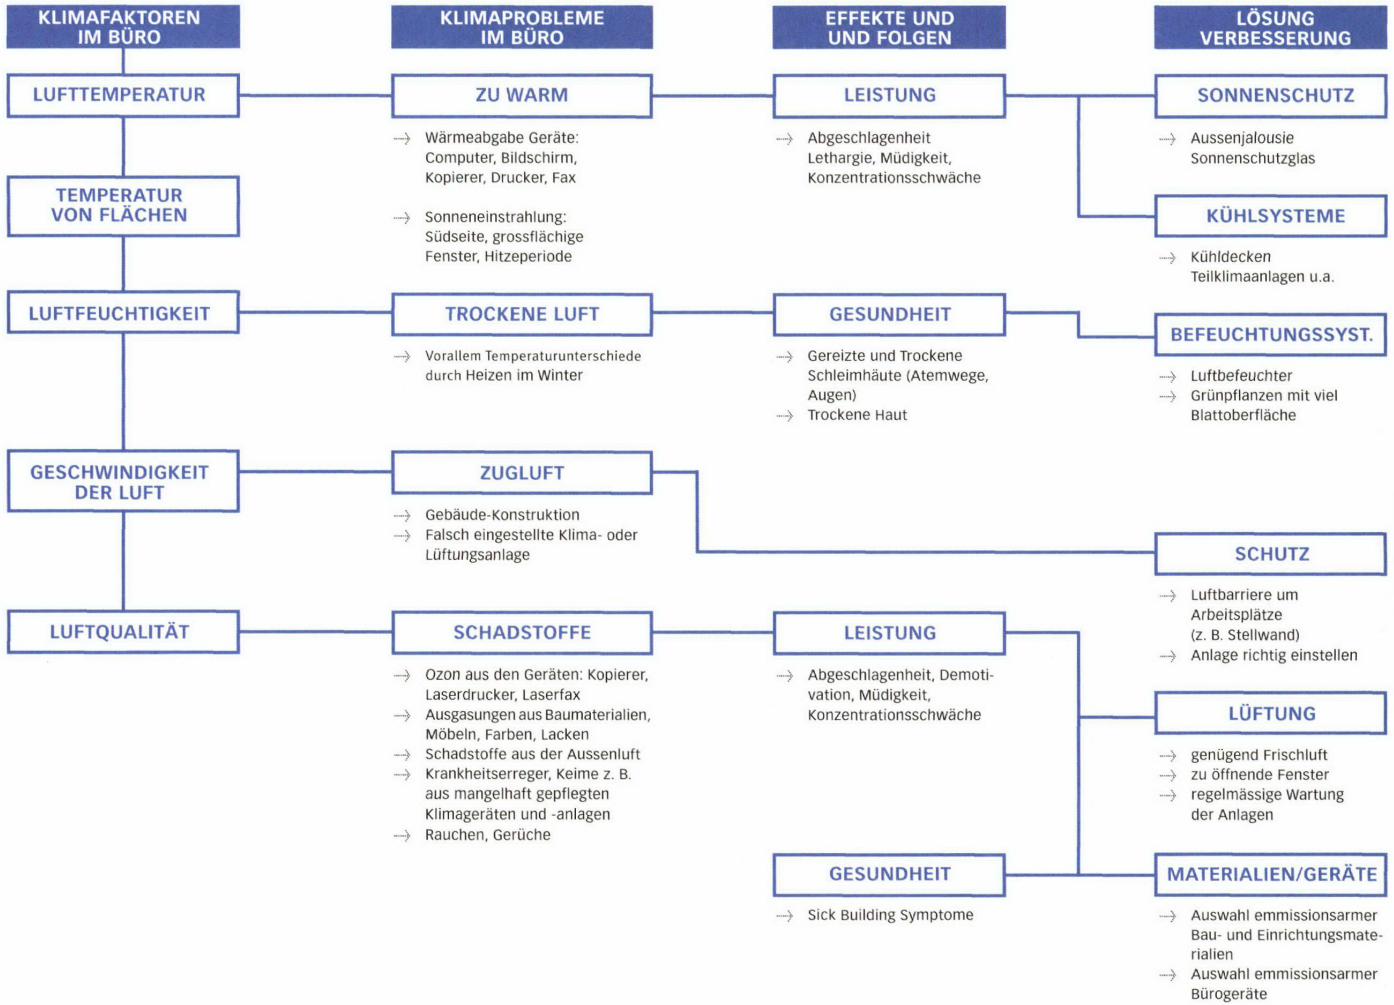 KLIMAFAKTOREN
IM BÜRO
LUFTTEMPERATUR
TEMPERATUR
VON FLÄCHEN
LUFTFEUCHTIGKEIT
GESCHWINDIGKEIT
DER LUFT
LUFTQUALITÄT
KLIMAPROBLEME
IM BÜRO
ZU WARM
Wärmeabgabe Geräte:
Computer, Bildschirm,
Kopierer, Drucker, Fax
Sonneneinstrahlung:
Südseite, grossflächige
Fenster, Hitzeperiode
TROCKENE LUFT
Vorallem Temperaturunterschiede
durch Heizen im Winter
ZUGLUFT
Gebäude-Konstruktion
Falsch eingestellte Klima- oder
Lüftungsanlage
SCHADSTOFFE
Ozon aus den Geräten: Kopierer,
Laserdrucker, Laserfax
Ausgasungen aus Baumaterialien,
Möbeln, Farben, Lacken
Schadstoffe aus der Aussenluft
Krankheitserreger, Keime z. B.
aus mangelhaft gepflegten
Klimageräten und -anlagen
Rauchen, Gerüche
EFFEKTE UND
UND FOLGEN
LEISTUNG
Abgeschlagenheit
Lethargie, Müdigkeit,
Konzentrationsschwäche
GESUNDHEIT
Gereizte und Trockene
Schleimhäute (Atemwege,
Augen)
Trockene Haut
LEISTUNG
Abgeschlagenheit, Demoti-
vation, Müdigkeit,
Konzentrationsschwäche
GESUNDHEIT
Sick Building Symptome
LÖSUNG
VERBESSERUNG
SONNENSCHUTZ
Aussenjalousie
Sonnenschutzglas
KÜHLSYSTEME
Kühldecken
Teilklimaanlagen u.a.
BEFEUCHTUNGSSYST.
Luftbefeuchter
Grünpflanzen mit viel
Blattoberfläche
SCHUTZ
Luftbarriere um
Arbeitsplätze
(z. B. Stellwand)
Anlage richtig einstellen
LÜFTUNG
genügend Frischluft
zu öffnende Fenster
regelmässige Wartung
der Anlagen
MATERIALIEN/GERÄTE
Auswahl emmissionsarmer
Bau- und Einrichtungsmate-
rialien
Auswahl emmissionsarmer
Bürogeräte